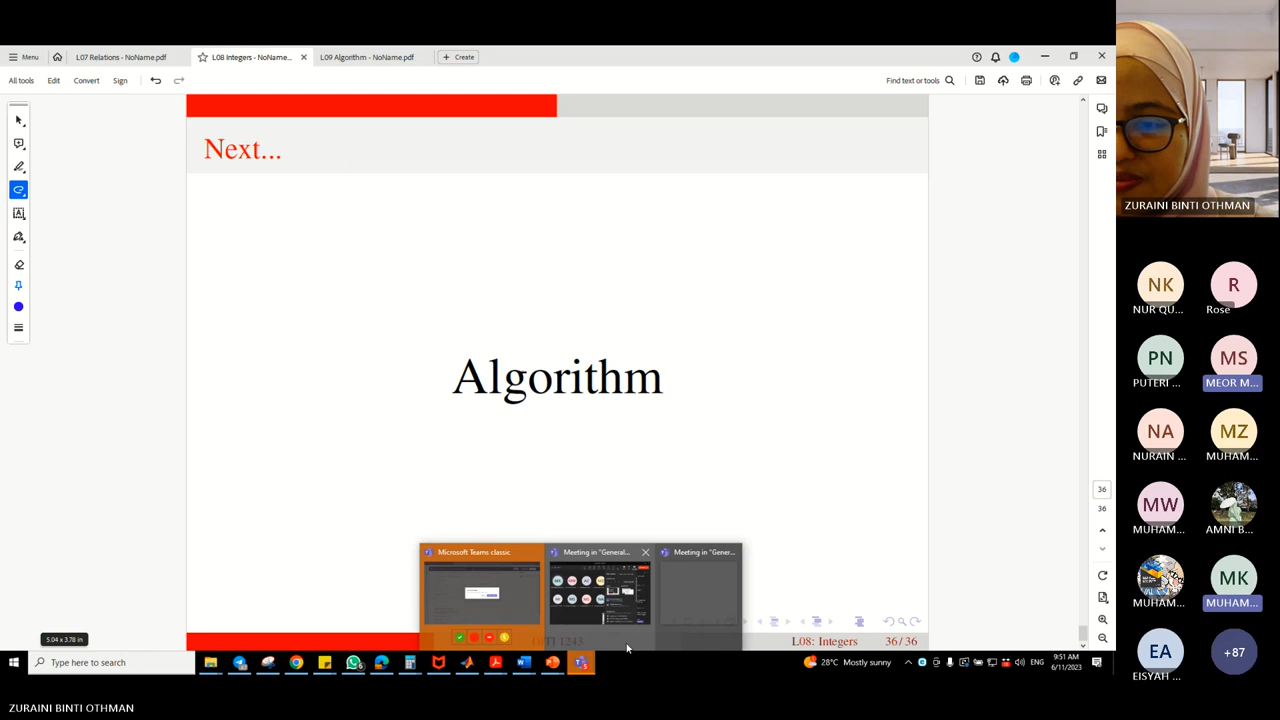 Menu
L07 Relations - NoName.pdf
L08 Integers - NoName...
L09 Algorithm - NoName.pdf
Create
All tools
Edit
Convert
Sign
Find text or tools
Next...
Algorithm
36
36
Microsoft Teams classic
Meeting in "General...
Meeting in "Gener...
1243
L08: Integers
36/36
5.04 x 3.78 in
Type here to search
28°C Mostly sunny
ENG
9:51 AM
6/11/2023
ZURAINI BINTI OTHMAN
NK
NUR QU...
R
Rose
PN
PUTERI ...
MS
MEOR M...
NA
NURAIN ...
MZ
MUHAM...
MW
MUHAM...
AMNI B...
MUHAM...
MK
MUHAM...
EA
EISYAH ...
+87
ZURAINI BINTI OTHMAN